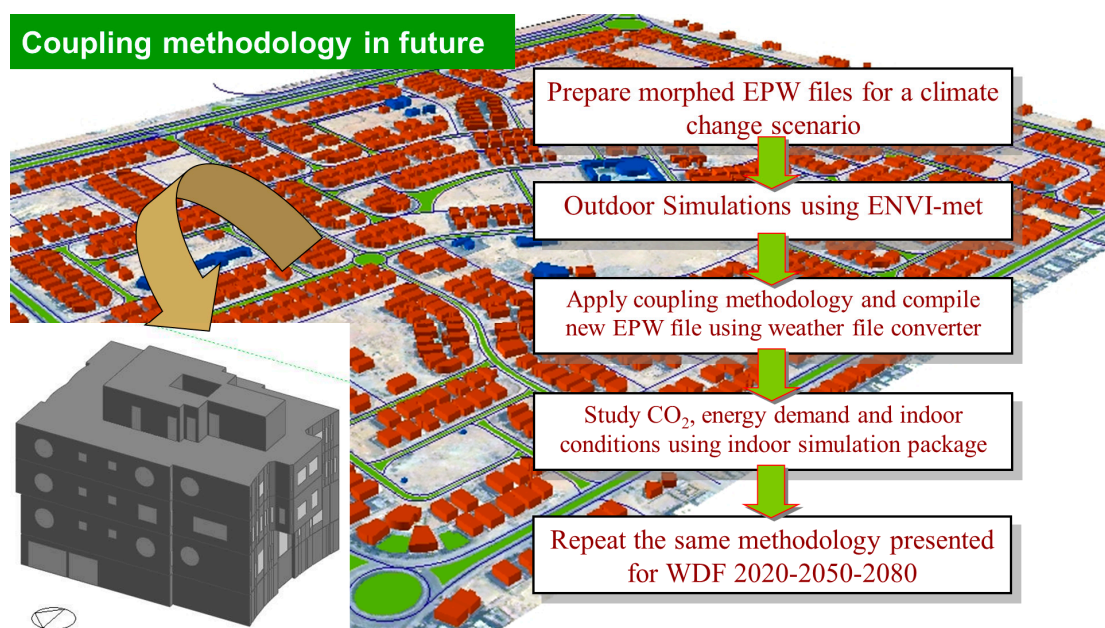 Coupling methodology in future
Prepare morphed EPW files for a climate
change scenario
Outdoor Simulations using ENVI-met
Apply coupling methodology and compile
new EPW file using weather file converter
Study CO₂, energy demand and indoor
conditions using indoor simulation package
Repeat the same methodology presented
for WDF 2020-2050-2080